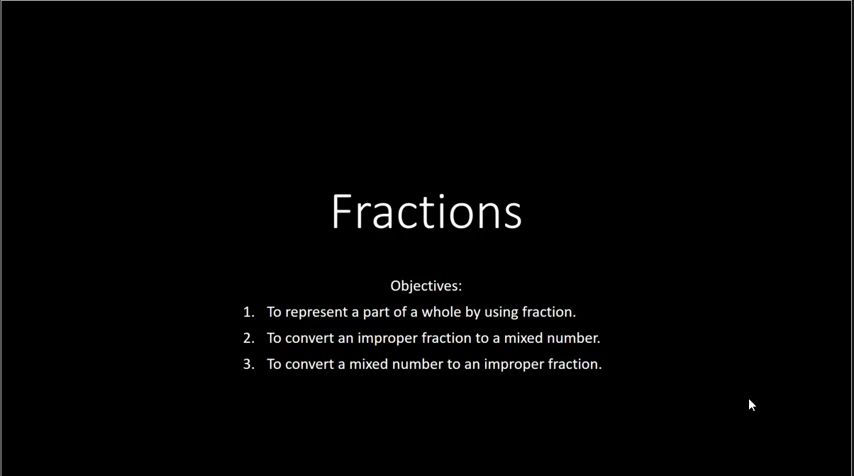 Fractions
Objectives:
1. To represent a part of a whole by using fraction.
2. To convert an improper fraction to a mixed number.
3. To convert a mixed number to an improper fraction.